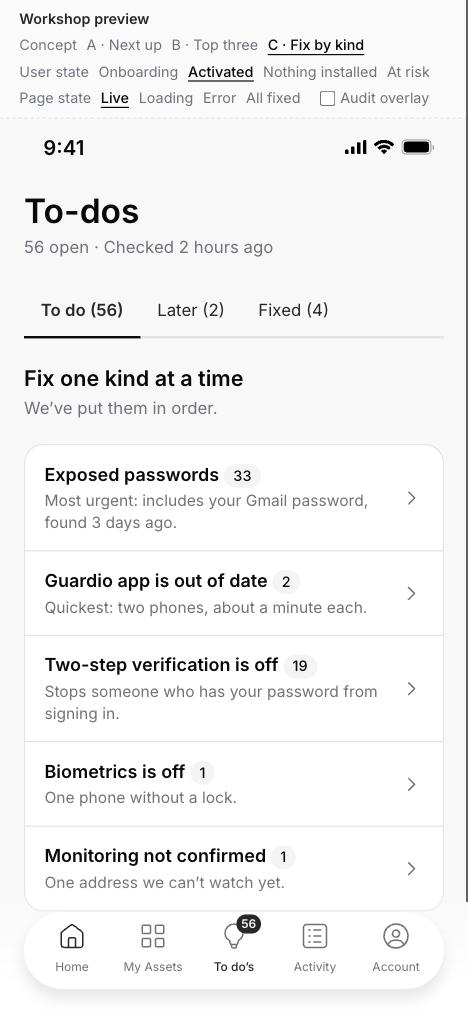 Workshop preview
Concept A · Next up B · Top three C · Fix by kind
User state Onboarding Activated Nothing installed At risk
Page state Live Loading Error All fixed Audit overlay
9:41
To-dos
56 open · Checked 2 hours ago
To do (56) Later (2) Fixed (4)
Fix one kind at a time
We’ve put them in order.
Exposed passwords 33
Most urgent: includes your Gmail password,
found 3 days ago.
Guardio app is out of date 2
Quickest: two phones, about a minute each.
Two-step verification is off 19
Stops someone who has your password from
signing in.
Biometrics is off 1
One phone without a lock.
Monitoring not confirmed 1
One address we can’t watch yet.
56
Home My Assets To do’s Activity Account